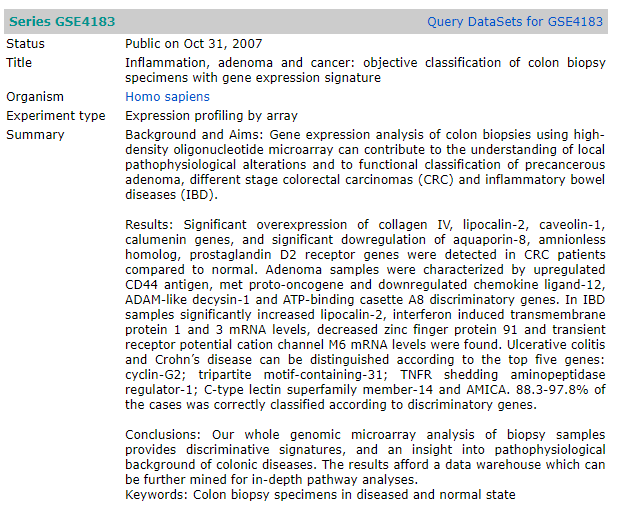 Series GSE4183 Query DataSets for GSE4183
Status Public on Oct 31, 2007
Title Inflammation, adenoma and cancer: objective classification of colon biopsy
specimens with gene expression signature
Organism Homo sapiens
Experiment type Expression profiling by array
Summary Background and Aims: Gene expression analysis of colon biopsies using high-
density oligonucleotide microarray can contribute to the understanding of local
pathophysiological alterations and to functional classification of precancerous
adenoma, different stage colorectal carcinomas (CRC) and inflammatory bowel
diseases (IBD).
Results: Significant overexpression of collagen IV, lipocalin-2, caveolin-1,
calumenin genes, and significant dowregulation of aquaporin-8, amnionless
homolog, prostaglandin D2 receptor genes were detected in CRC patients
compared to normal. Adenoma samples were characterized by upregulated
CD44 antigen, met proto-oncogene and downregulated chemokine ligand-12,
ADAM-like decysin-1 and ATP-binding casette A8 discriminatory genes. In IBD
samples significantly increased lipocalin-2, interferon induced transmembrane
protein 1 and 3 mRNA levels, decreased zinc finger protein 91 and transient
receptor potential cation channel M6 mRNA levels were found. Ulcerative colitis
and Crohn´s disease can be distinguished according to the top five genes:
cyclin-G2; tripartite motif-containing-31; TNFR shedding aminopeptidase
regulator-1; C-type lectin superfamily member-14 and AMICA. 88.3-97.8% of
the cases was correctly classified according to discriminatory genes.
Conclusions: Our whole genomic microarray analysis of biopsy samples
provides discriminative signatures, and an insight into pathophysiological
background of colonic diseases. The results afford a data warehouse which can
be further mined for in-depth pathway analyses.
Keywords: Colon biopsy specimens in diseased and normal state